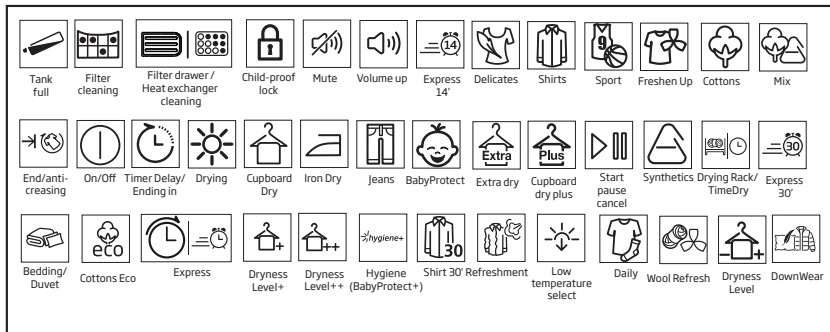 14
9
Tank full
Filter cleaning
Filter drawer / Heat exchanger cleaning
Child-proof lock
Mute
Volume up
Express 14'
Delicates
Shirts
Sport
Freshen Up
Cottons
Mix
Extra
Plus
30
End/anti-creasing
On/Off
Timer Delay/ Ending in
Drying
Cupboard Dry
Iron Dry
Jeans
BabyProtect
Extra dry
Cupboard dry plus
Start pause cancel
Synthetics
Drying Rack/ TimeDry
Express 30'
eco
+
++
hygiene+
30
- +
Bedding/ Duvet
Cottons Eco
Express
Dryness Level+
Dryness Level++
Hygiene (BabyProtect+)
Shirt 30'
Refreshment
Low temperature select
Daily
Wool Refresh
Dryness Level
DownWear